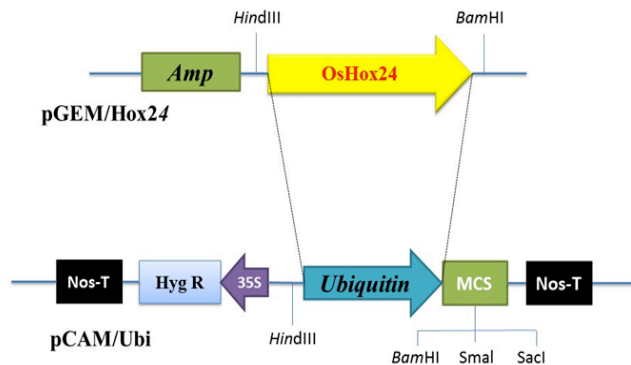 HindIII
BamHI
Amp
OsHox24
pGEM/Hox24
Nos-T
Hyg R
35S
Ubiquitin
MCS
Nos-T
pCAM/Ubi
HindIII
BamHI
SmaI
SacI